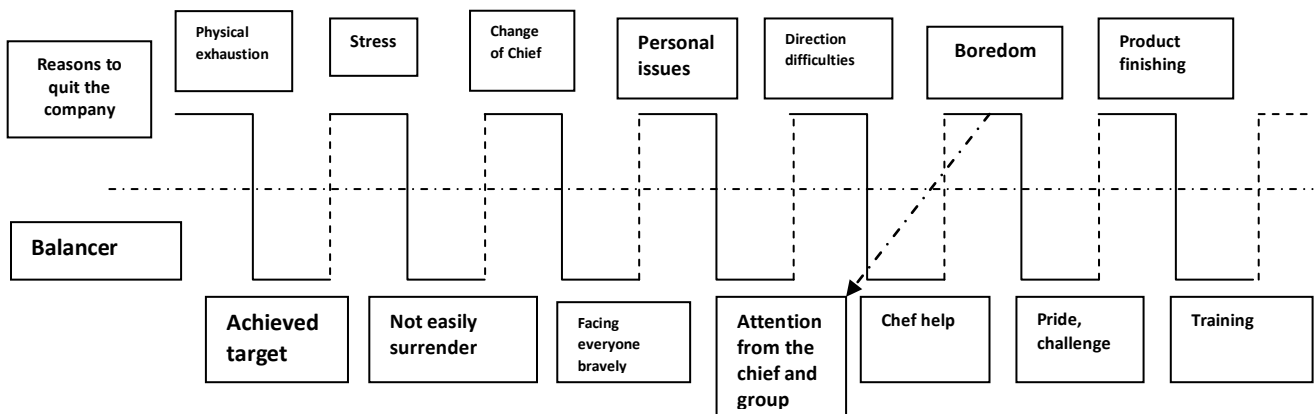 Reasons to
quit the
company
Physical
exhaustion
Stress
Change
of Chief
Personal
issues
Direction
difficulties
Boredom
Product
finishing
Balancer
Achieved
target
Not easily
surrender
Facing
everyone
bravely
Attention
from the
chief and
group
Chef help
Pride,
challenge
Training